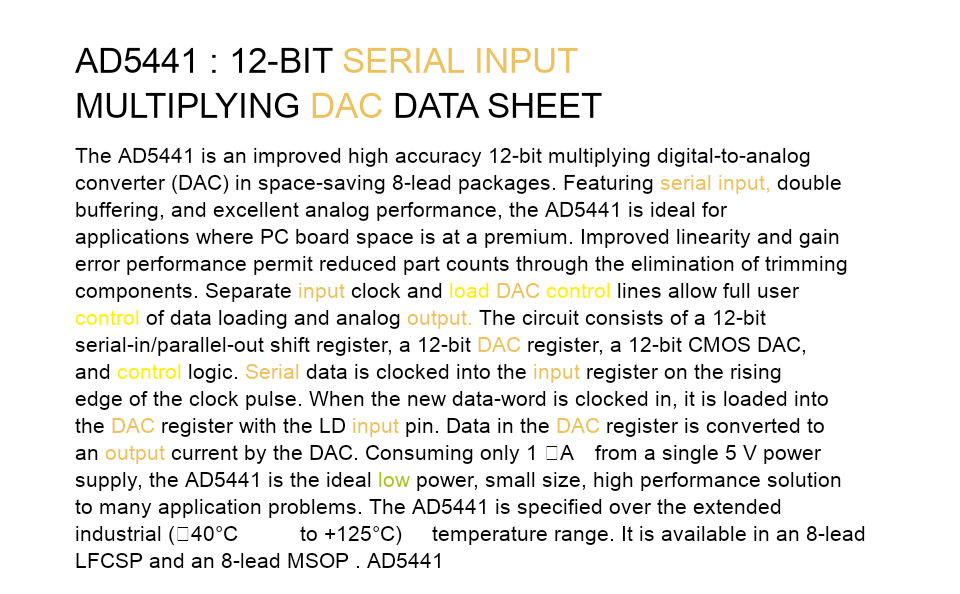 AD5441 : 12-BIT SERIAL INPUT
MULTIPLYING DAC DATA SHEET
The AD5441 is an improved high accuracy 12-bit multiplying digital-to-analog
converter (DAC) in space-saving 8-lead packages. Featuring serial input, double
buffering, and excellent analog performance, the AD5441 is ideal for
applications where PC board space is at a premium. Improved linearity and gain
error performance permit reduced part counts through the elimination of trimming
components. Separate input clock and load DAC control lines allow full user
control of data loading and analog output. The circuit consists of a 12-bit
serial-in/parallel-out shift register, a 12-bit DAC register, a 12-bit CMOS DAC,
and control logic. Serial data is clocked into the input register on the rising
edge of the clock pulse. When the new data-word is clocked in, it is loaded into
the DAC register with the LD input pin. Data in the DAC register is converted to
an output current by the DAC. Consuming only 1 □A from a single 5 V power
supply, the AD5441 is the ideal low power, small size, high performance solution
to many application problems. The AD5441 is specified over the extended
industrial (□40°C to +125°C) temperature range. It is available in an 8-lead
LFCSP and an 8-lead MSOP . AD5441